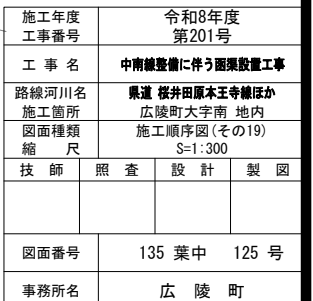 施工年度 令和8年度
工事番号 第201号
工 事 名 中南線整備に伴う函渠設置工事
路線河川名 県道 桜井田原本王寺線ほか
施工箇所 広陵町大字南 地内
図面種類 施工順序図(その19)
縮 尺 S=1:300
技 師 照 査 設 計 製 図
図面番号 135 葉中 125 号
事務所名 広 陵 町